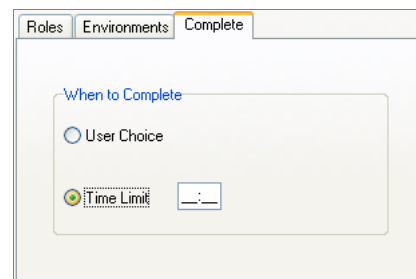 Roles Environments Complete
When to Complete
User Choice
Time Limit __:__